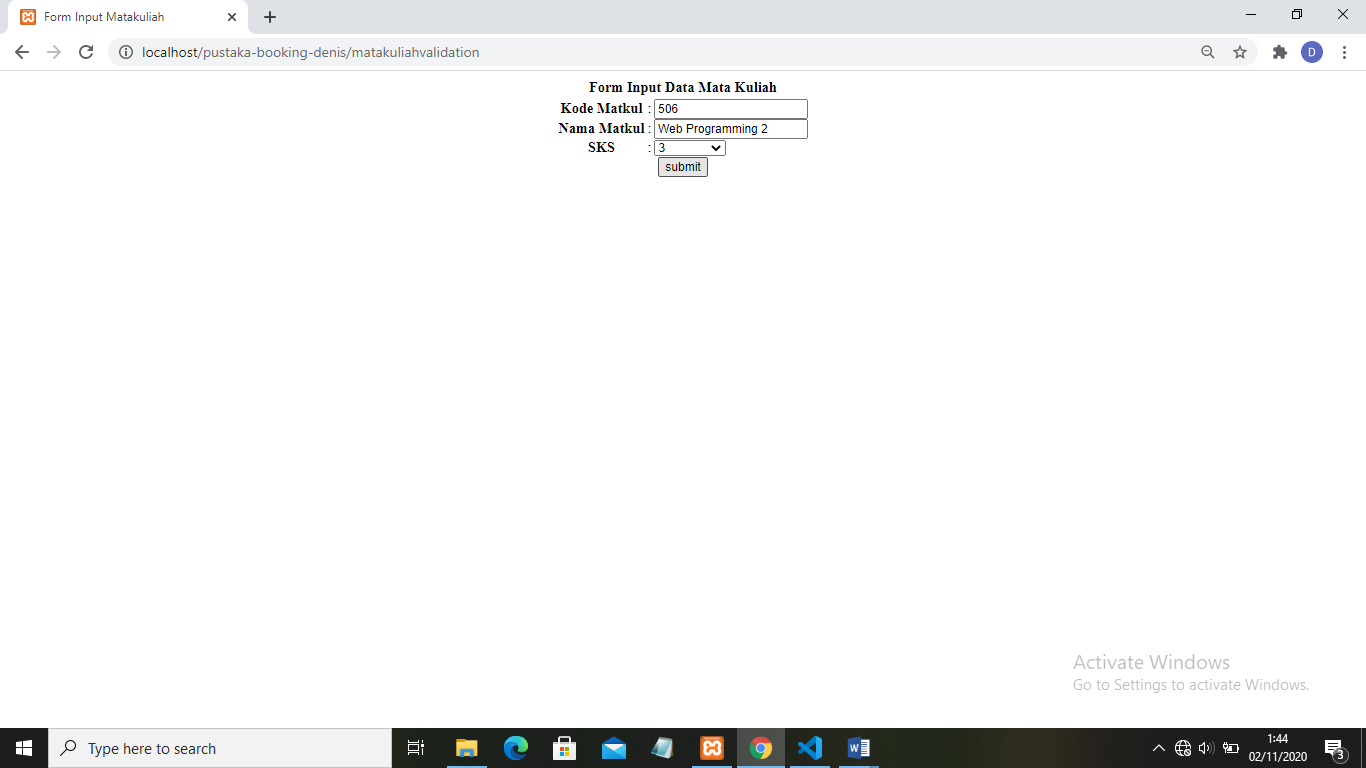 Form Input Matakuliah
localhost/pustaka-booking-denis/matakuliahvalidation
D
Form Input Data Mata Kuliah
Kode Matkul : 506
Nama Matkul : Web Programming 2
SKS : 3
submit
Activate Windows
Go to Settings to activate Windows.
Type here to search
1:44
02/11/2020
3